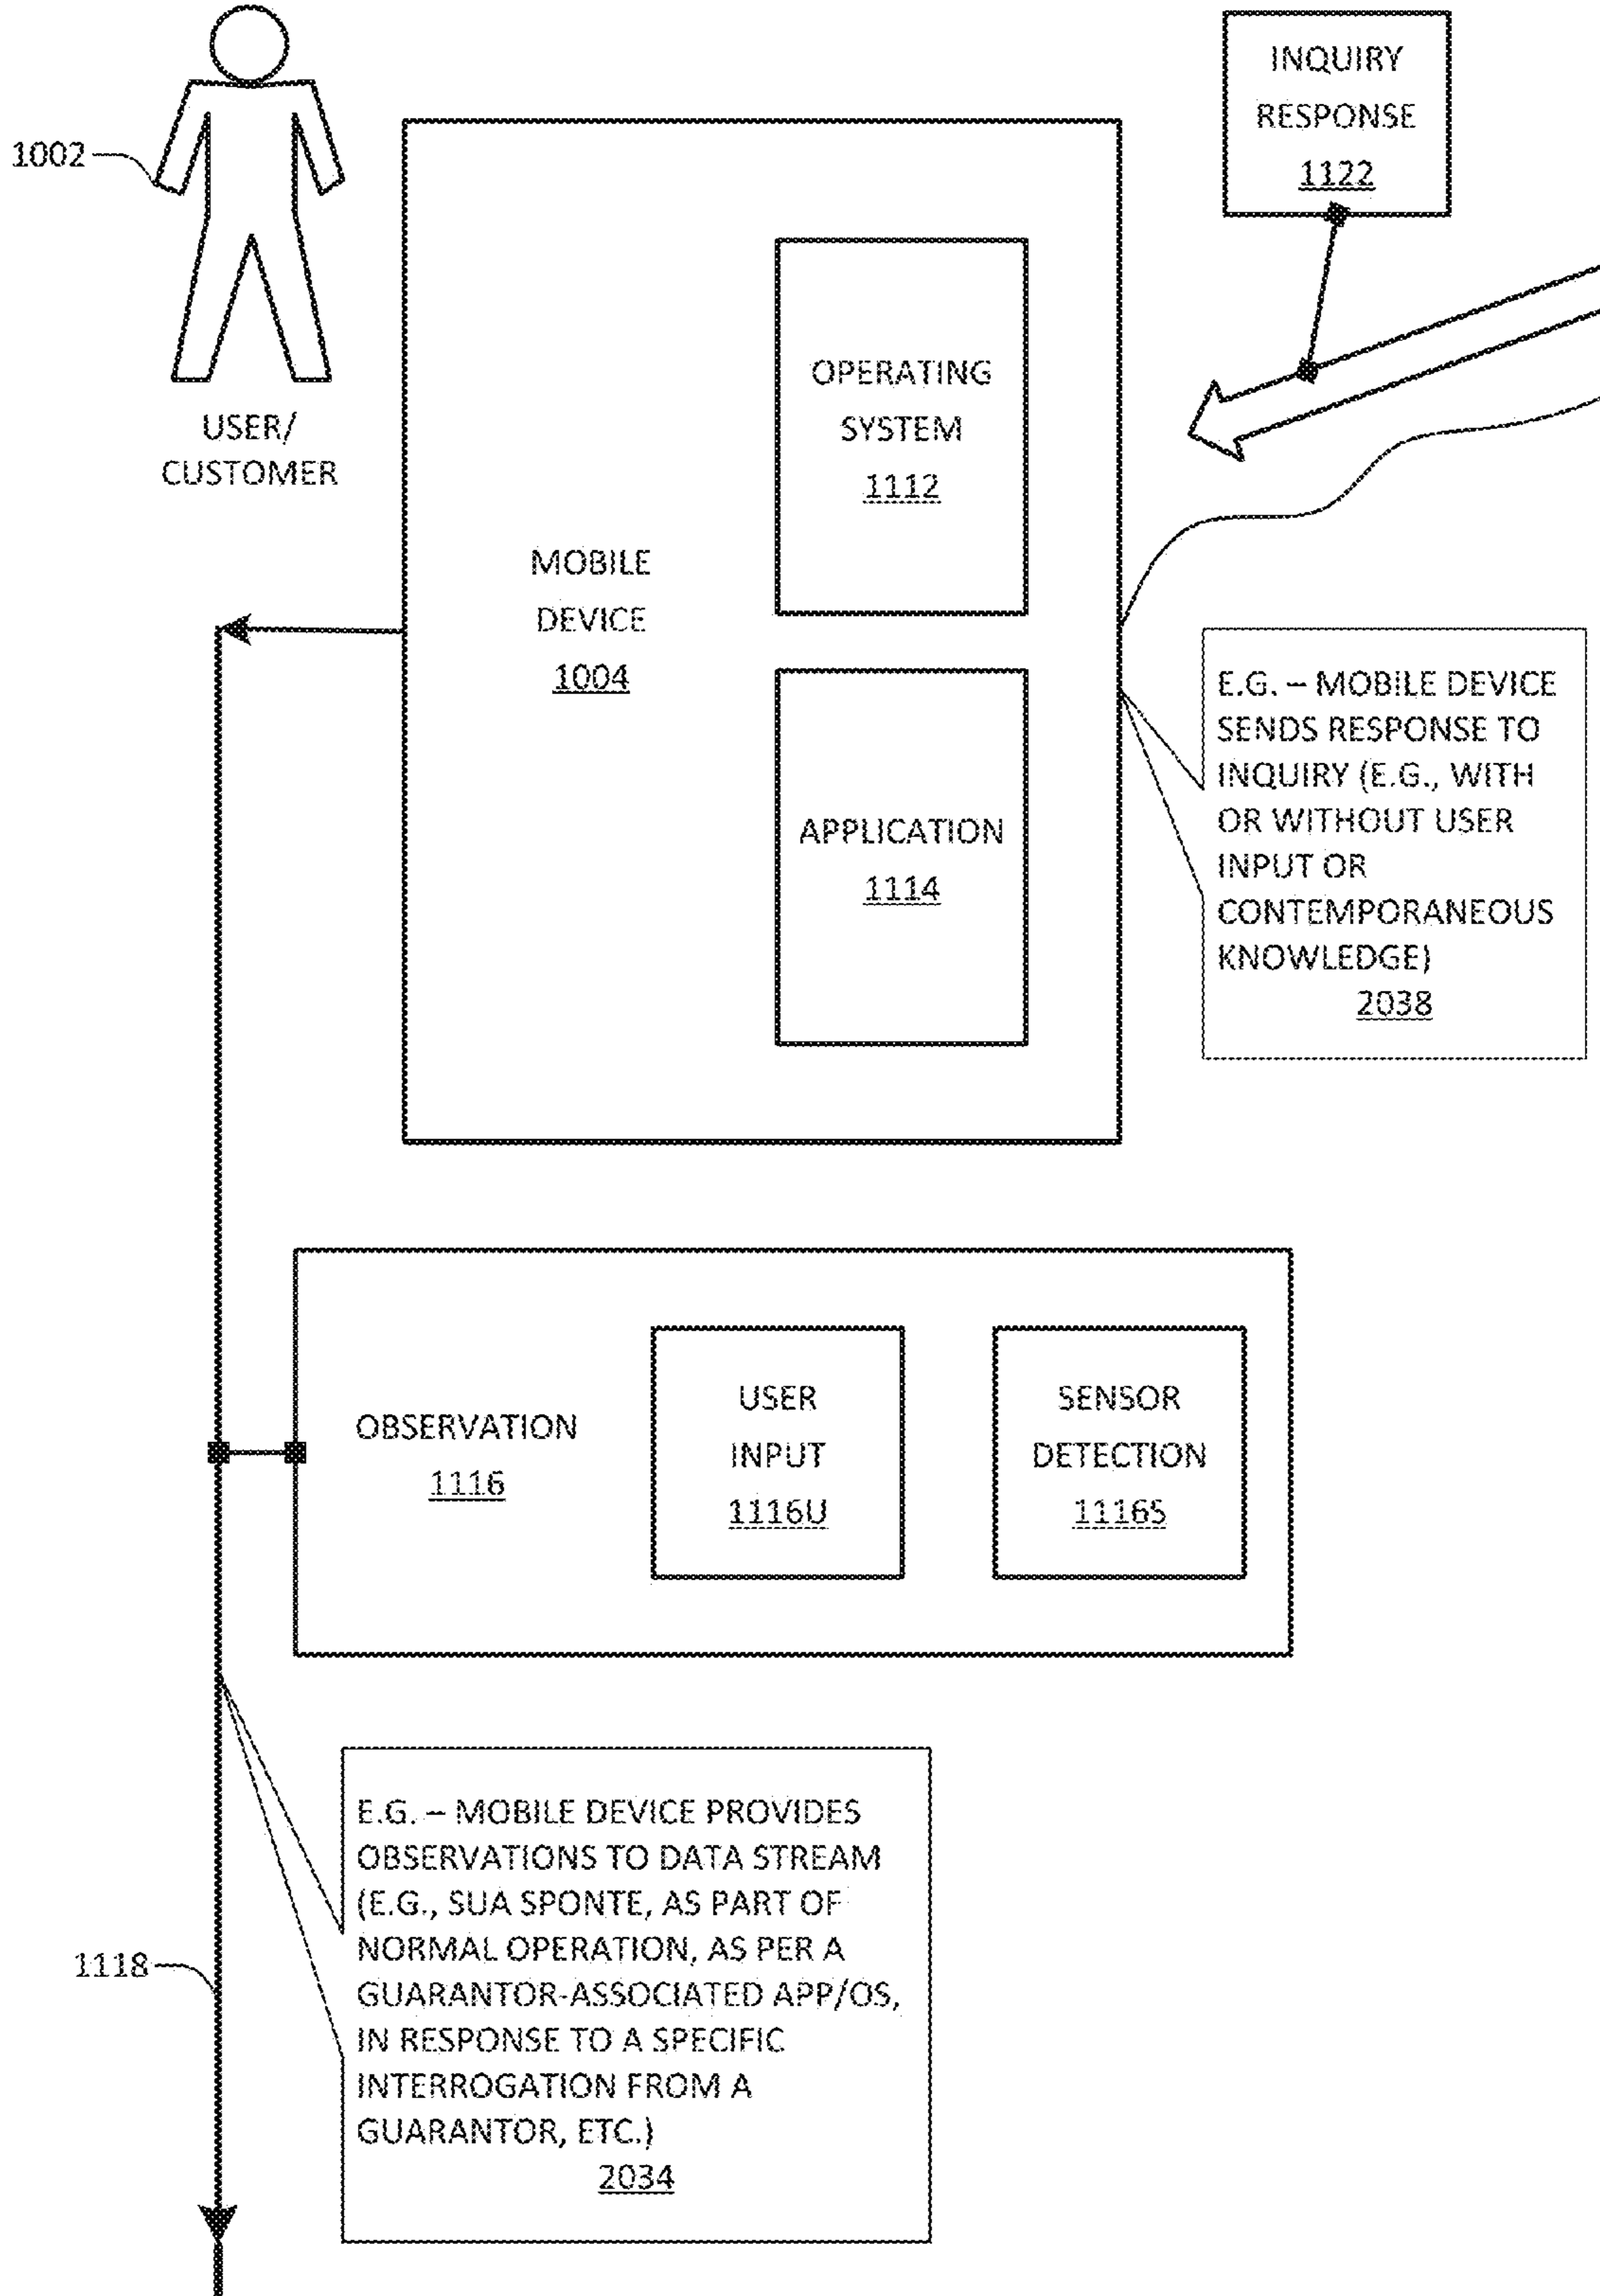 1002
USER/
CUSTOMER
INQUIRY
RESPONSE
1122
OPERATING
SYSTEM
1112
MOBILE
DEVICE
1004
APPLICATION
1114
E.G. – MOBILE DEVICE
SENDS RESPONSE TO
INQUIRY (E.G., WITH
OR WITHOUT USER
INPUT OR
CONTEMPORANEOUS
KNOWLEDGE)
2038
OBSERVATION
1116
USER
INPUT
1116U
SENSOR
DETECTION
1116S
1118
E.G. – MOBILE DEVICE PROVIDES
OBSERVATIONS TO DATA STREAM
(E.G., SUA SPONTE, AS PART OF
NORMAL OPERATION, AS PER A
GUARANTOR-ASSOCIATED APP/OS,
IN RESPONSE TO A SPECIFIC
INTERROGATION FROM A
GUARANTOR, ETC.)
2034